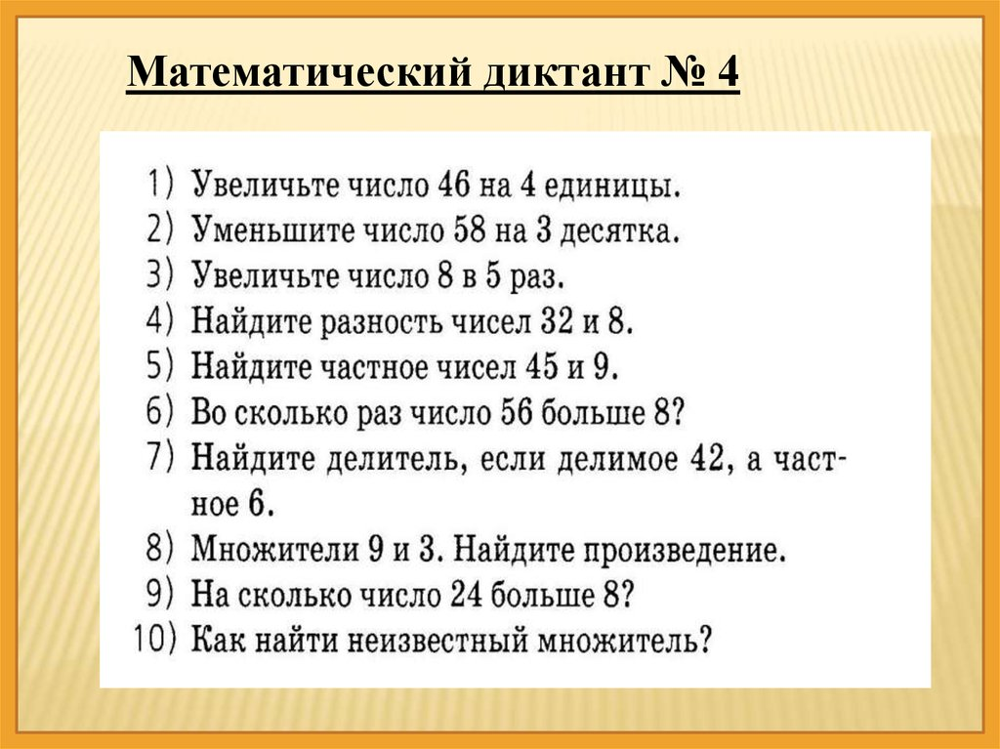 Математический диктант № 4
1) Увеличьте число 46 на 4 единицы.
2) Уменьшите число 58 на 3 десятка.
3) Увеличьте число 8 в 5 раз.
4) Найдите разность чисел 32 и 8.
5) Найдите частное чисел 45 и 9.
6) Во сколько раз число 56 больше 8?
7) Найдите делитель, если делимое 42, а част-
ное 6.
8) Множители 9 и 3. Найдите произведение.
9) На сколько число 24 больше 8?
10) Как найти неизвестный множитель?